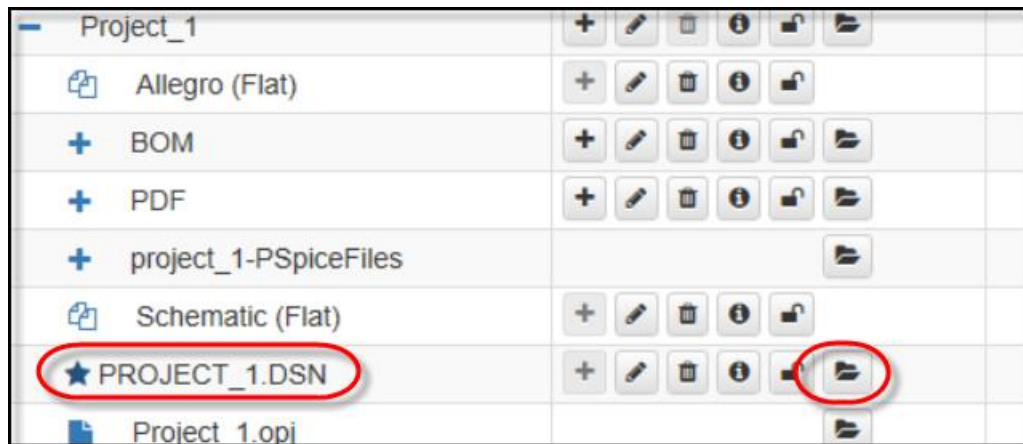 Project_1
Allegro (Flat)
BOM
PDF
project_1-PSpiceFiles
Schematic (Flat)
PROJECT_1.DSN
Project_1.opj